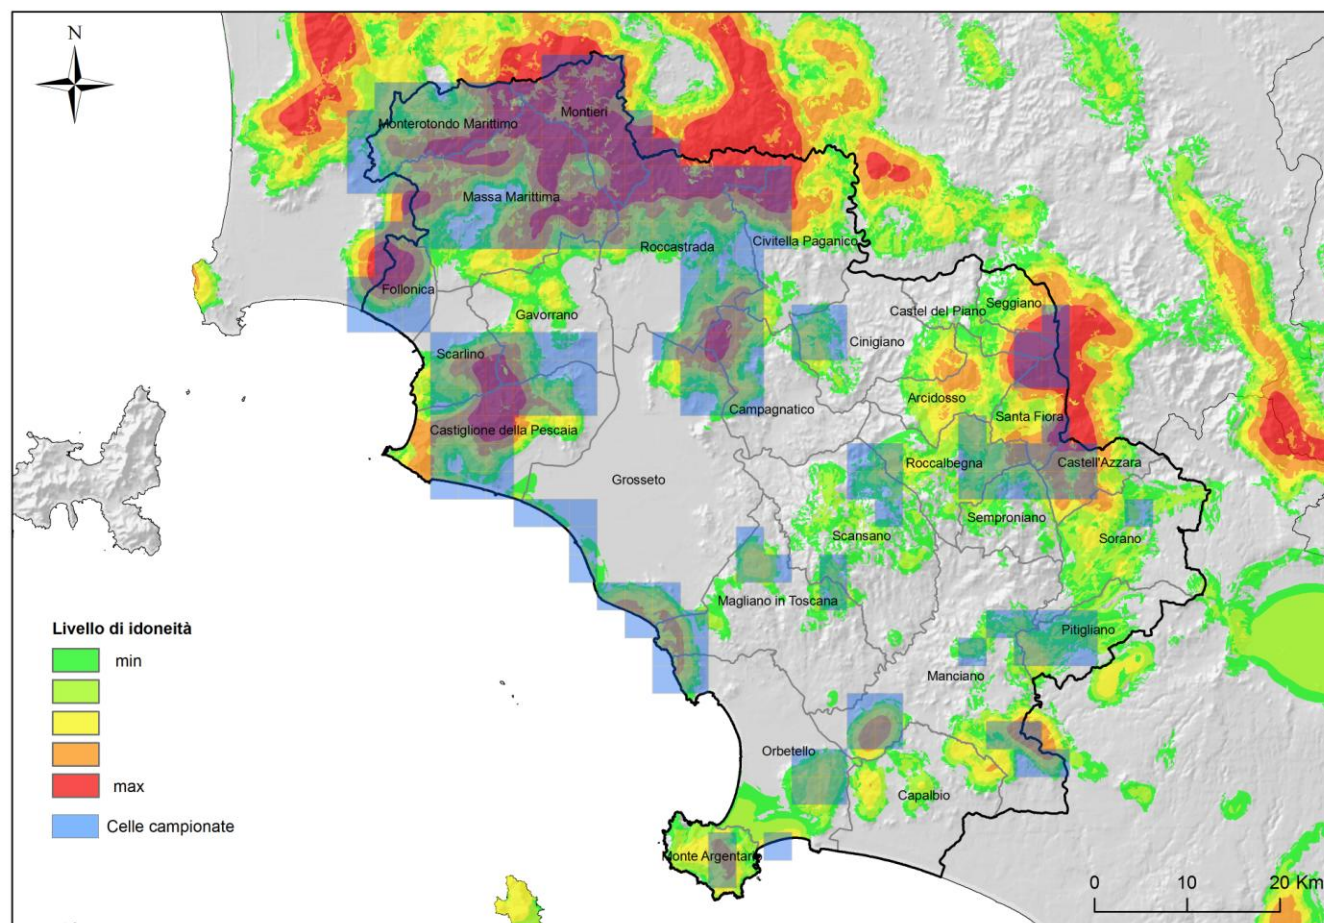 N
Montieri
Monterotondo Marittimo
Massa Marittima
Roccastrada
Civitella Paganico
Follonica
Gavorrano
Seggiano
Castel del Piano
Cinigiano
Scarlino
Arcidosso
Campagnatico
Santa Fiora
Castiglione della Pescaia
Roccalbegna
Castell'Azzara
Grosseto
Semproniano
Scansano
Sorano
Magliano in Toscana
Pitigliano
Manciano
Orbetello
Capalbio
Monte Argentario
Livello di idoneità
min
max
Celle campionate
0 10 20 Km